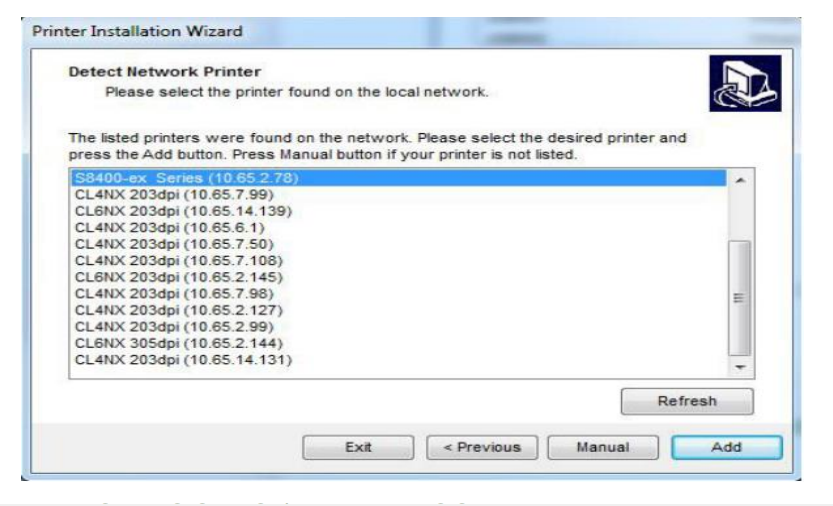 Printer Installation Wizard
Detect Network Printer
Please select the printer found on the local network.
The listed printers were found on the network. Please select the desired printer and
press the Add button. Press Manual button if your printer is not listed.
S8400-ex Series (10.65.2.78)
CL4NX 203dpi (10.65.7.99)
CL6NX 203dpi (10.65.14.139)
CL4NX 203dpi (10.65.6.1)
CL4NX 203dpi (10.65.7.50)
CL4NX 203dpi (10.65.7.108)
CL6NX 203dpi (10.65.2.145)
CL4NX 203dpi (10.65.7.98)
CL4NX 203dpi (10.65.2.127)
CL4NX 203dpi (10.65.2.99)
CL6NX 305dpi (10.65.2.144)
CL4NX 203dpi (10.65.14.131)
Refresh
Exit < Previous Manual Add